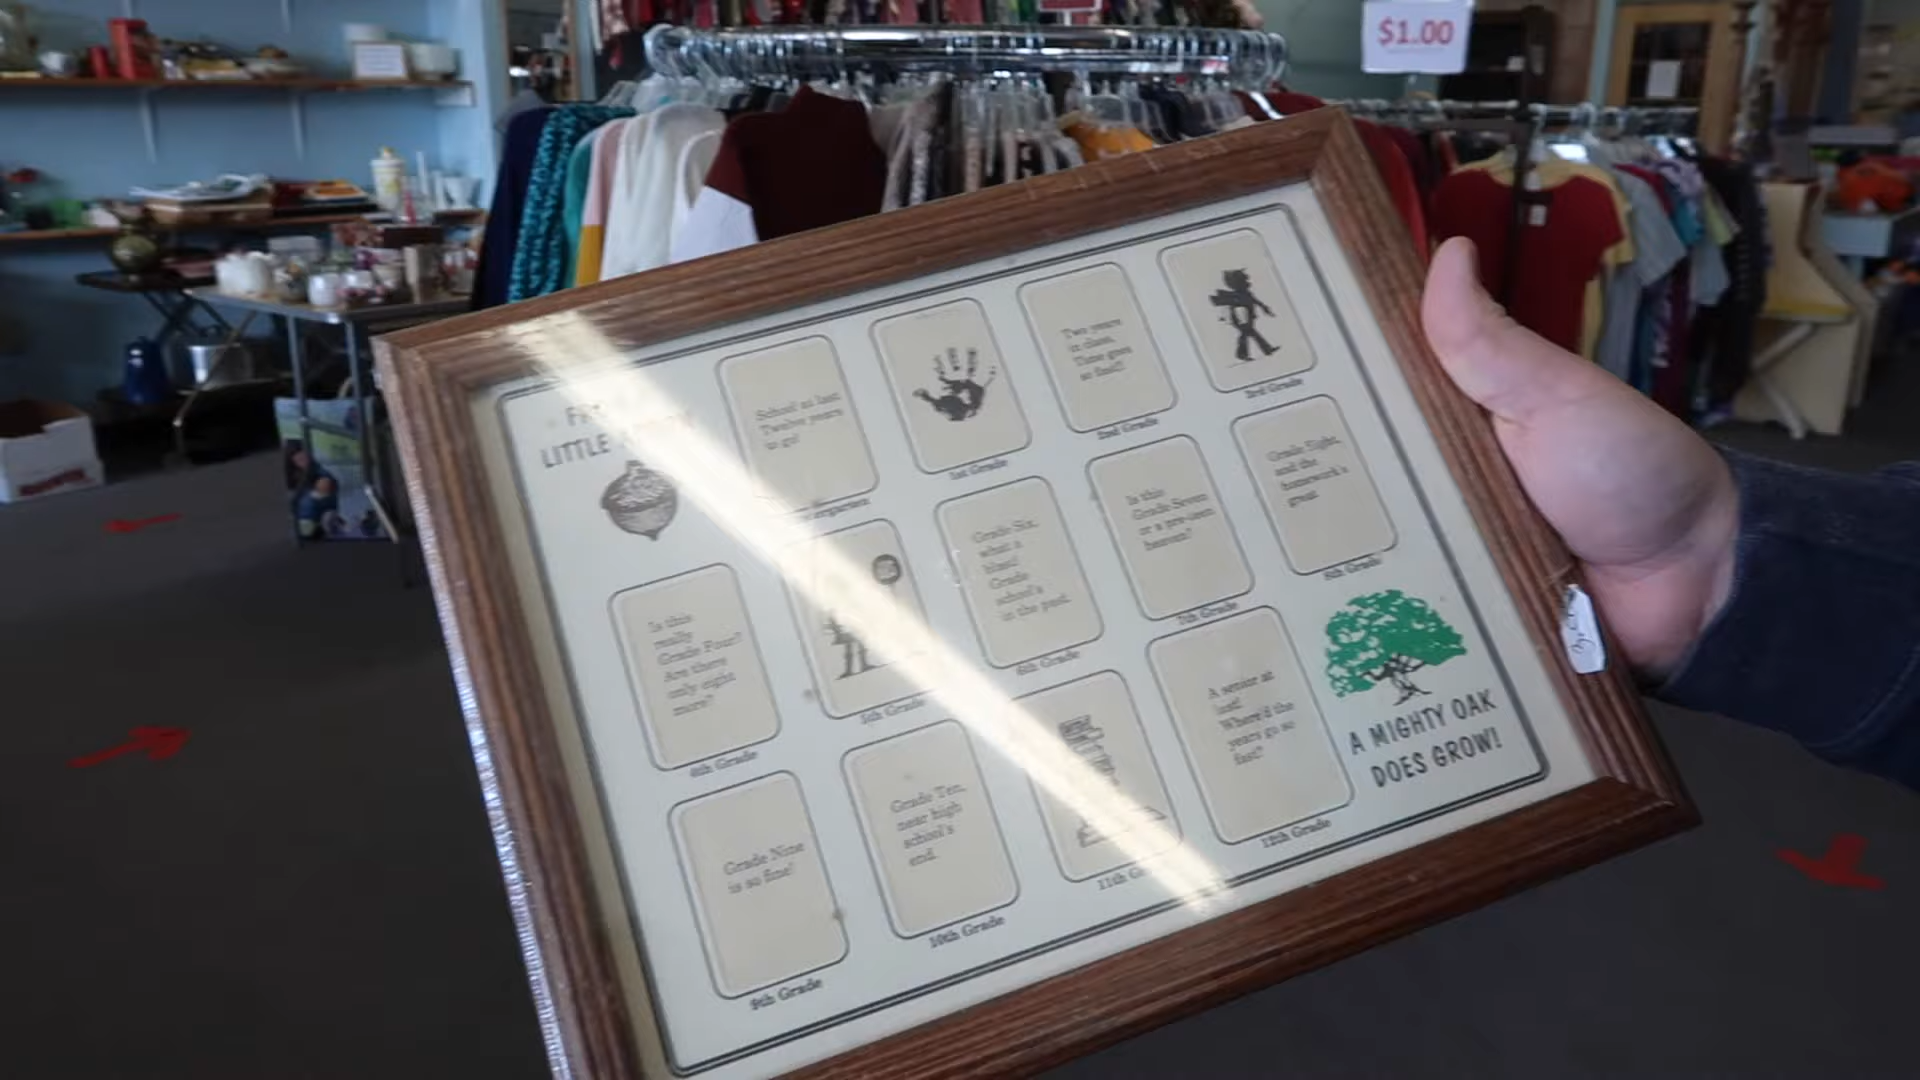 $1.00
LITTLE
School at last
Twelve years
to go!
1st Grade
Two years
in class,
Time goes
so fast!!
2nd Grade
3rd Grade
Is this
really
Grade Four?
Are there
only eight
more?
4th Grade
5th Grade
Grade Six,
what a
blast!
Grade
school's
in the past.
6th Grade
Is this
Grade Seven
or a pre-teen
heaven?
7th Grade
Grade Eight,
and the
homework's
great
8th Grade
Grade Nine
is so fine!
9th Grade
Grade Ten,
near high
school's
end.
10th Grade
11th
A senior at
last!
Where'd the
years go so
fast?
12th Grade
A MIGHTY OAK
DOES GROW!